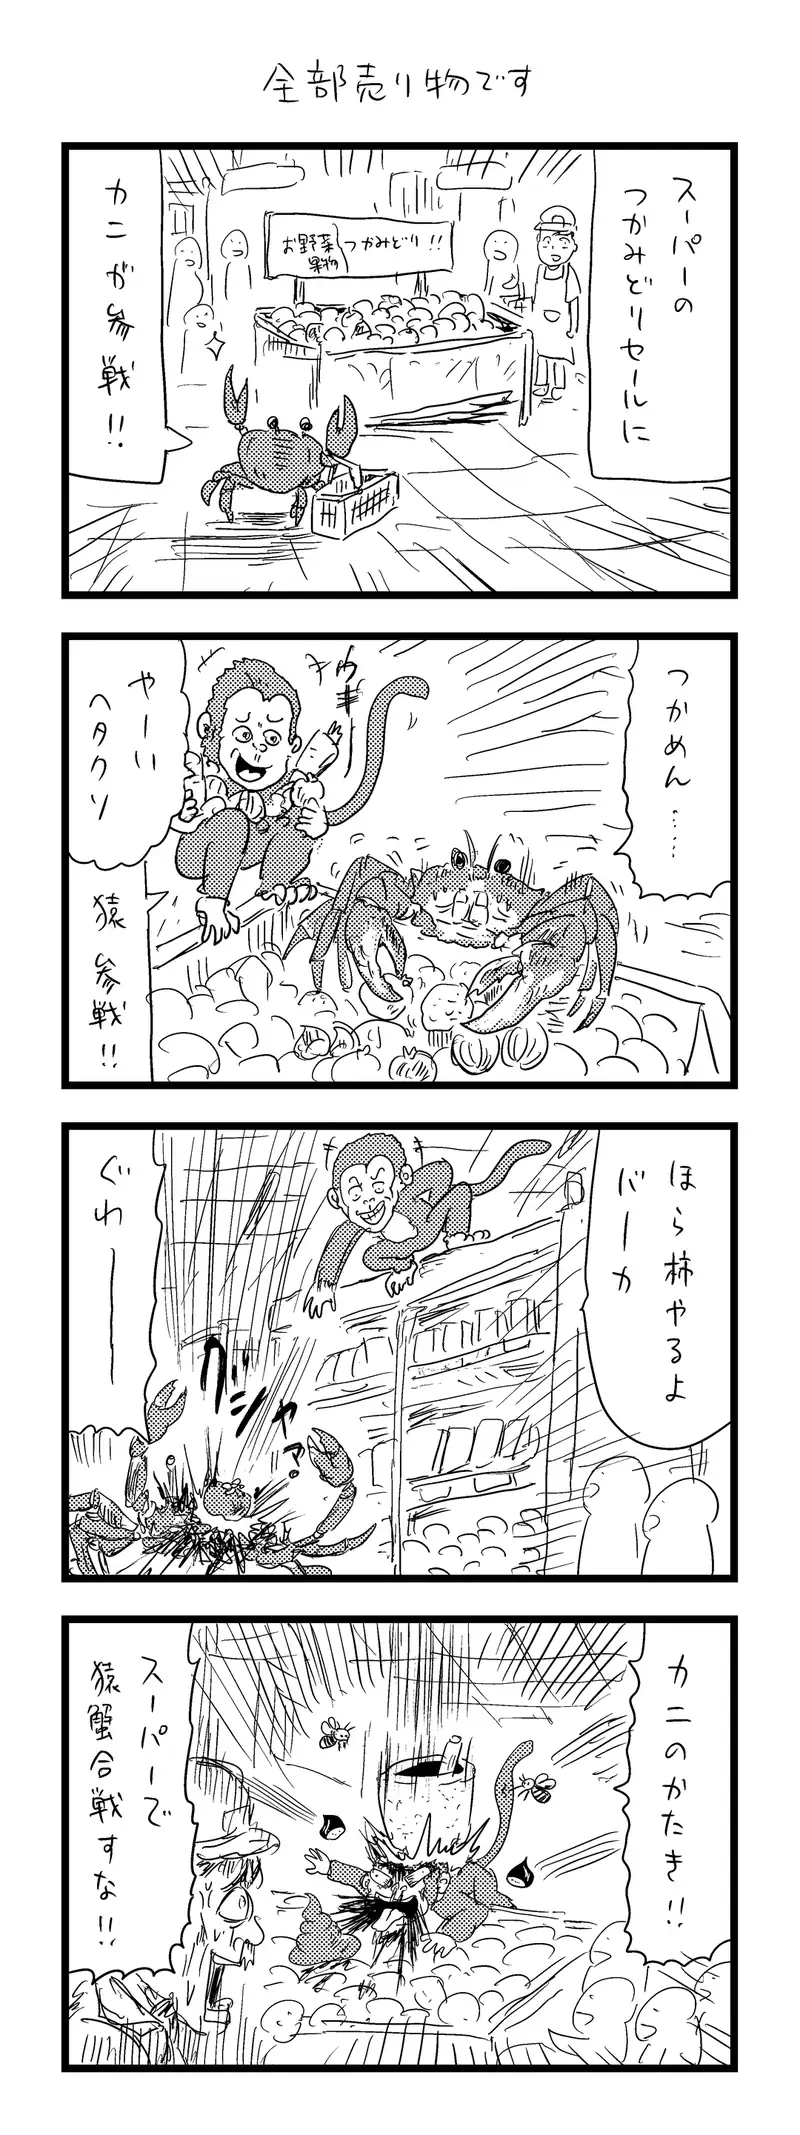 全部売り物です
スーパーの
つかみどりセールに
お野菜
果物
つかみどり!!
カニが参戦!!
つかめん……
キャ
キャ
やーい
ヘタクソ
猿参戦!!
ほら柿やるよ
バーカ
グシャァ
ぐわー
カニのかたき!!
スーパーで
猿蟹合戦すな!!